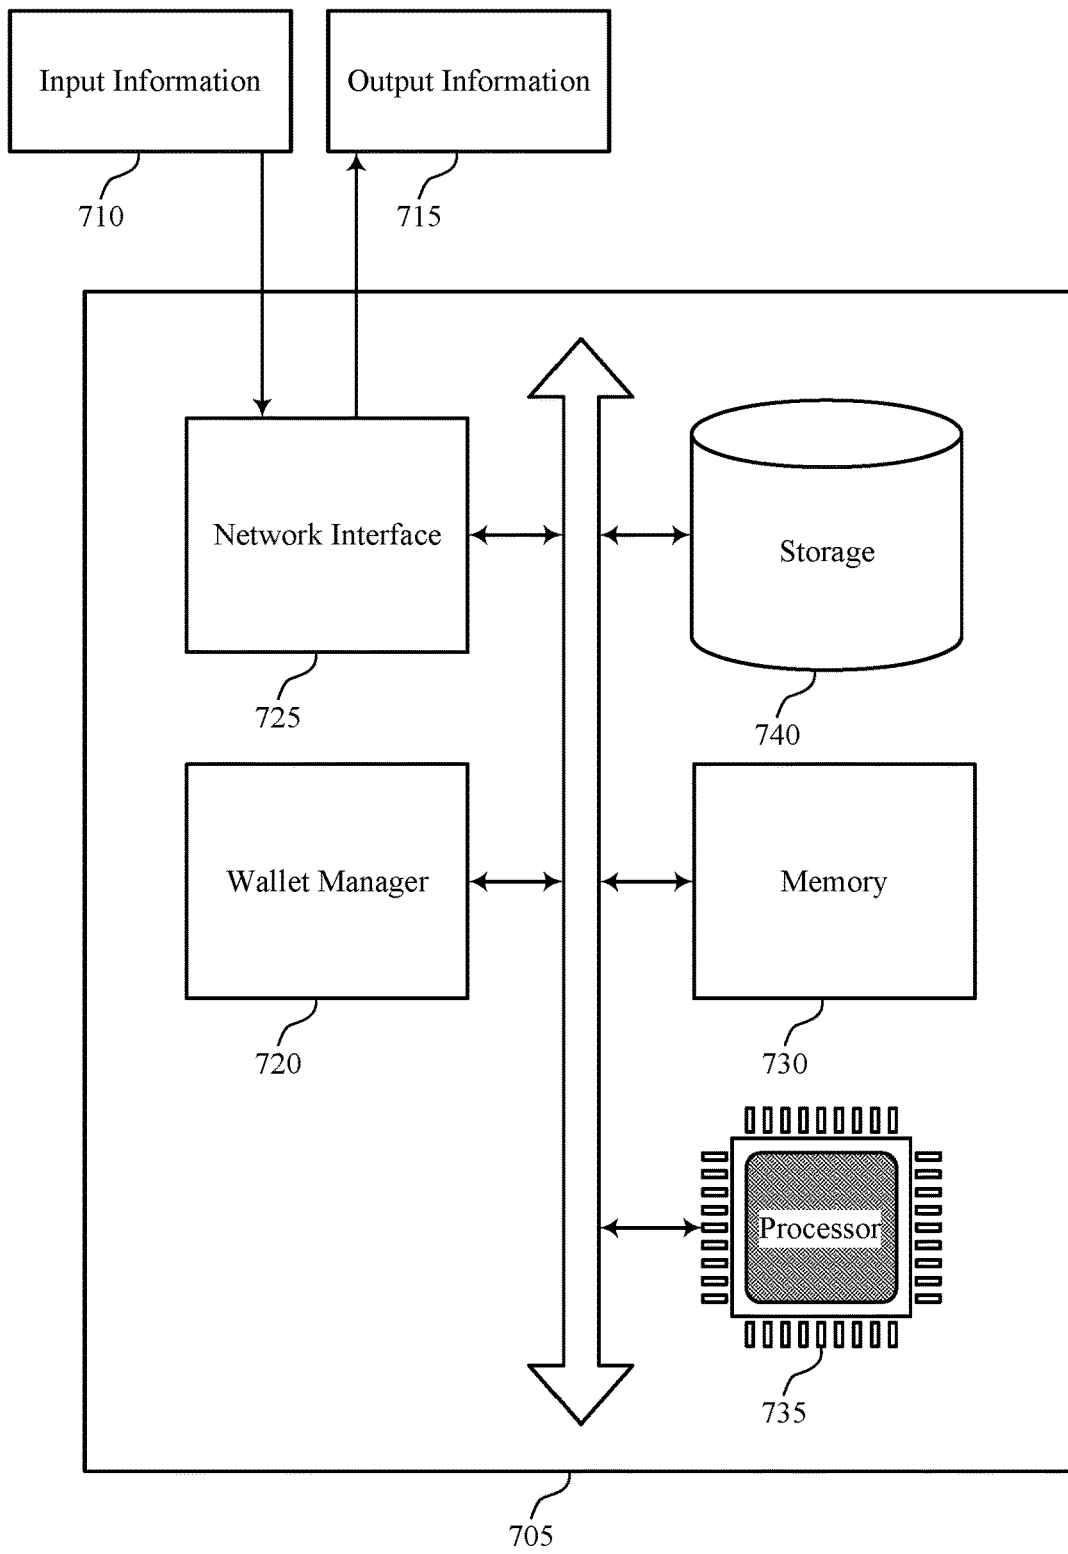 Input Information
Output Information
710
715
Network Interface
Storage
725
740
Wallet Manager
Memory
720
730
Processor
735
705